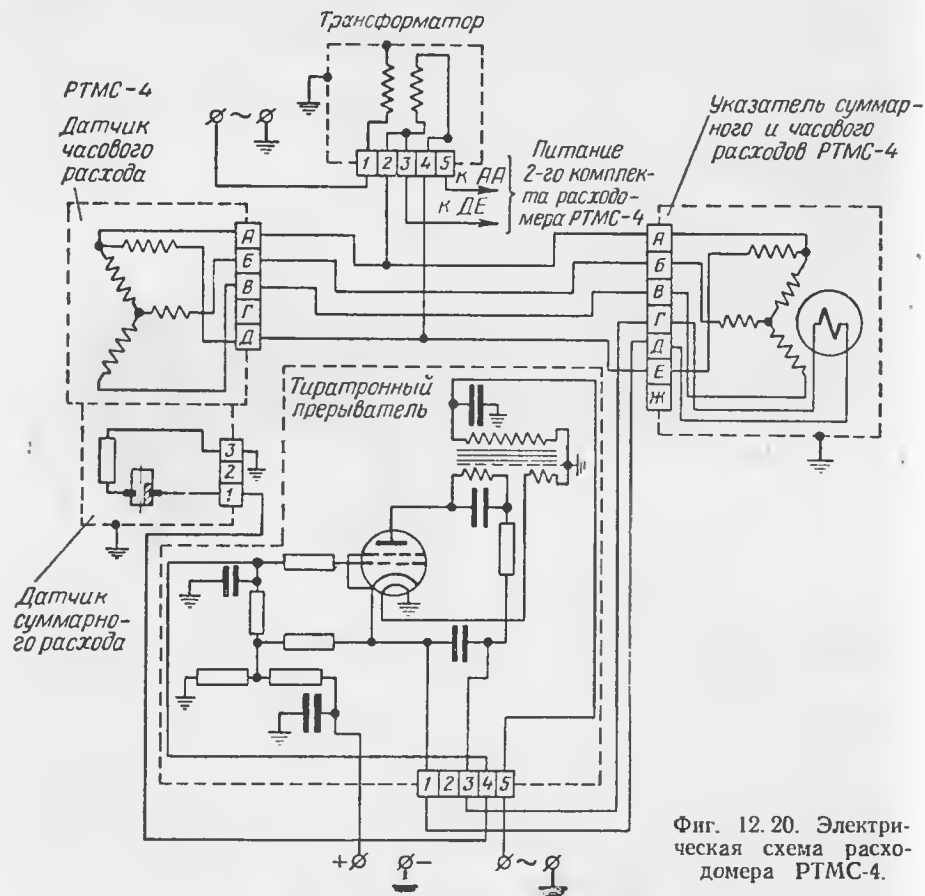 Трансформатор
РТМС-4
Датчик
часового
расхода
~
1 2 3 4 5
к АА
к ДЕ
Питание
2-го комплек-
та расходо-
мера РТМС-4
Указатель суммар-
ного и часового
расходов РТМС-4
А
Б
В
Г
Д
А
Б
В
Г
Д
Е
Ж
Тиратронный
прерыватель
3
2
1
Датчик
суммарно-
го расхода
1 2 3 4 5
+ -
~
Фиг. 12.20. Электри-
ческая схема расхо-
домера РТМС-4.